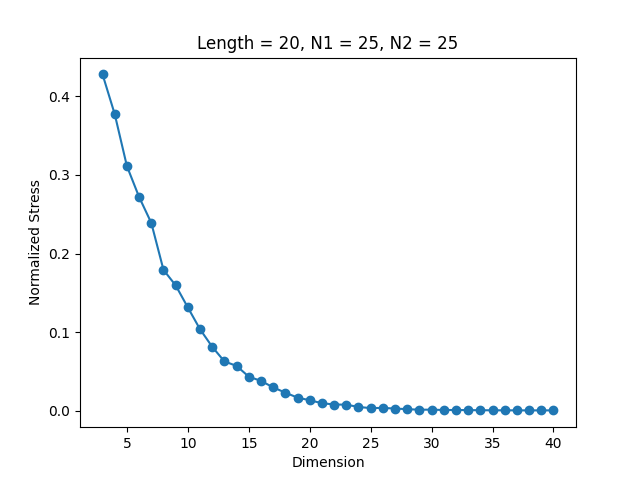 Length = 20, N1 = 25, N2 = 25
Normalized Stress
0.4
0.3
0.2
0.1
0.0
5 10 15 20 25 30 35 40
Dimension